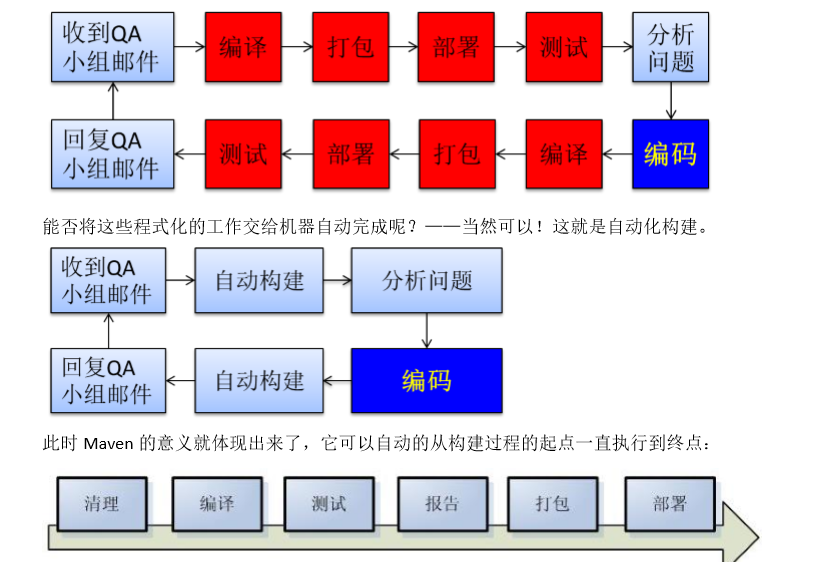 收到QA
小组邮件
编译
打包
部署
测试
分析
问题
回复QA
小组邮件
测试
部署
打包
编译
编码
能否将这些程式化的工作交给机器自动完成呢？——当然可以！这就是自动化构建。
收到QA
小组邮件
自动构建
分析问题
回复QA
小组邮件
自动构建
编码
此时 Maven 的意义就体现出来了，它可以自动的从构建过程的起点一直执行到终点：
清理
编译
测试
报告
打包
部署